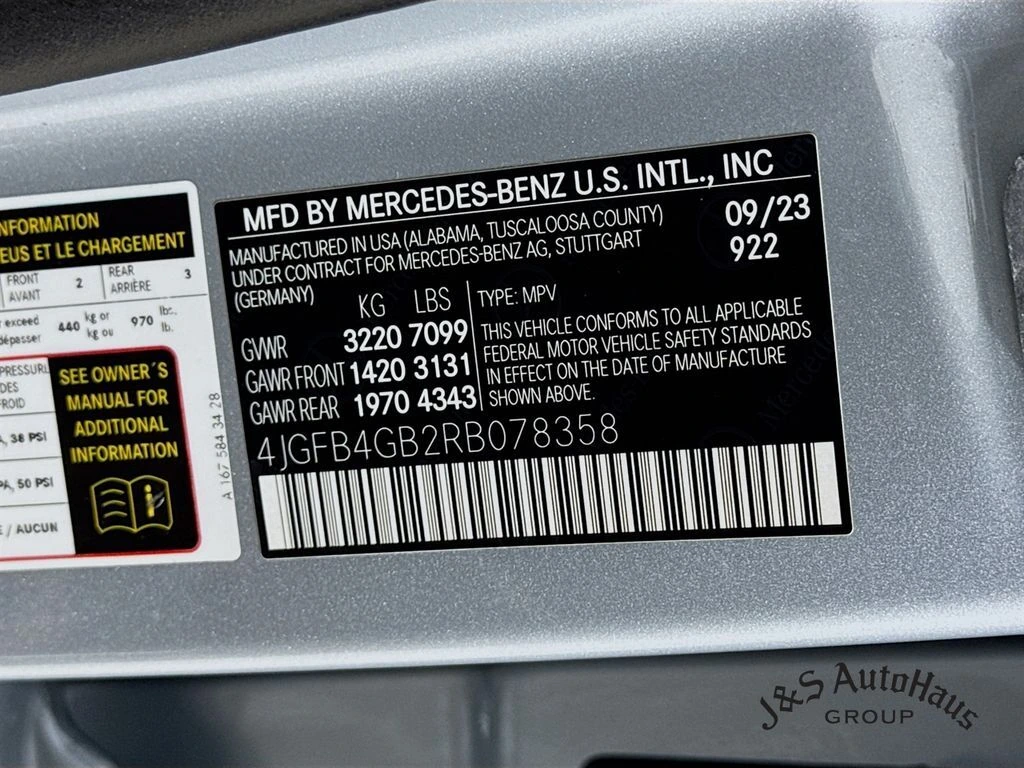 MFD BY MERCEDES-BENZ U.S. INTL., INC
MANUFACTURED IN USA (ALABAMA, TUSCALOOSA COUNTY)
UNDER CONTRACT FOR MERCEDES-BENZ AG, STUTTGART
(GERMANY)
09/23
922
KG LBS
GVWR 3220 7099
GAWR FRONT 1420 3131
GAWR REAR 1970 4343
TYPE: MPV
THIS VEHICLE CONFORMS TO ALL APPLICABLE
FEDERAL MOTOR VEHICLE SAFETY STANDARDS
IN EFFECT ON THE DATE OF MANUFACTURE
SHOWN ABOVE.
4JGFB4GB2RB078358
NFORMATION
EUS ET LE CHARGEMENT
FRONT 2 REAR 3
AVANT ARRIÈRE
exceed 440 kg or 970 lbs.
dépasser kg ou lb.
PRESSURE
DES
FROID
, 38 PSI
PA, 50 PSI
E / AUCUN
SEE OWNER'S
MANUAL FOR
ADDITIONAL
INFORMATION
A 167 584 34 28
J&S AUTOHAUS
GROUP